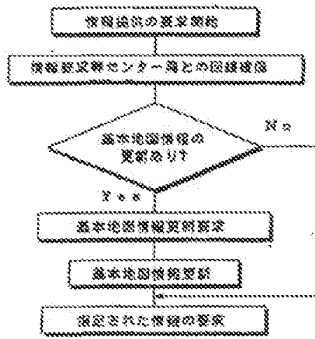 情報提供の要求開始
情報要求者センター局との回線確保
基本地図情報の
更新あり?
No
Yes
基本地図情報更新要求
基本地図情報更新
指定された情報の要求